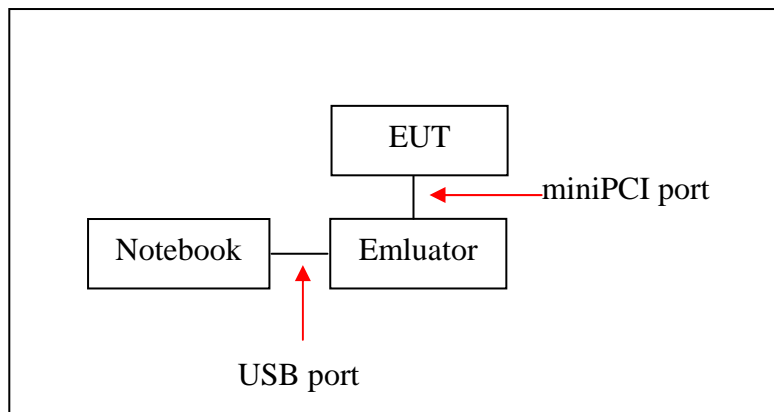 EUT
miniPCI port
Notebook
Emluator
USB port